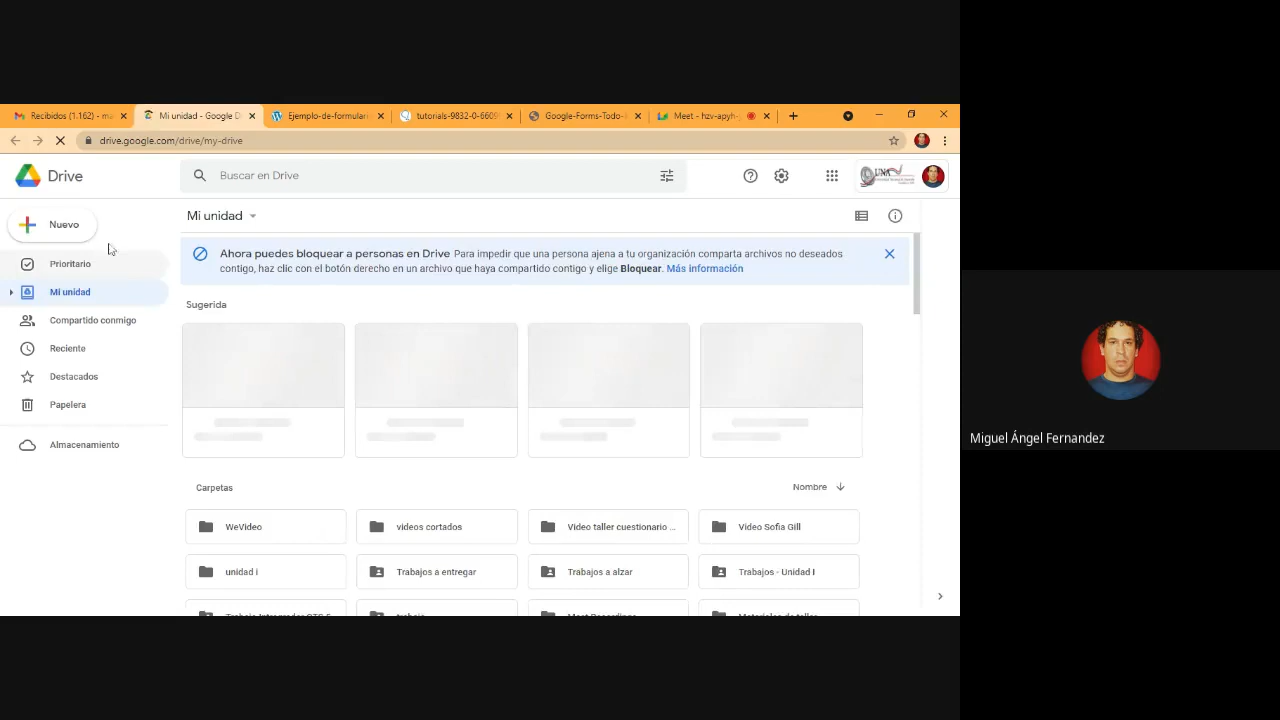 Recibidos (1.162) - ma
Mi unidad - Google D
Ejemplo-de-formulari
tutorials-9832-0-6609
Google-Forms-Todo-
Meet - hzv-apyh-
drive.google.com/drive/my-drive
Drive
Buscar en Drive
UNA
Nuevo
Mi unidad
Prioritario
Mi unidad
Compartido conmigo
Reciente
Destacados
Papelera
Almacenamiento
Ahora puedes bloquear a personas en Drive Para impedir que una persona ajena a tu organización comparta archivos no deseados
contigo, haz clic con el botón derecho en un archivo que haya compartido contigo y elige Bloquear. Más información
Sugerida
Carpetas
Nombre
WeVideo
videos cortados
Video taller cuestionario ...
Video Sofia Gill
unidad i
Trabajos a entregar
Trabajos a alzar
Trabajos - Unidad I
Miguel Ángel Fernandez